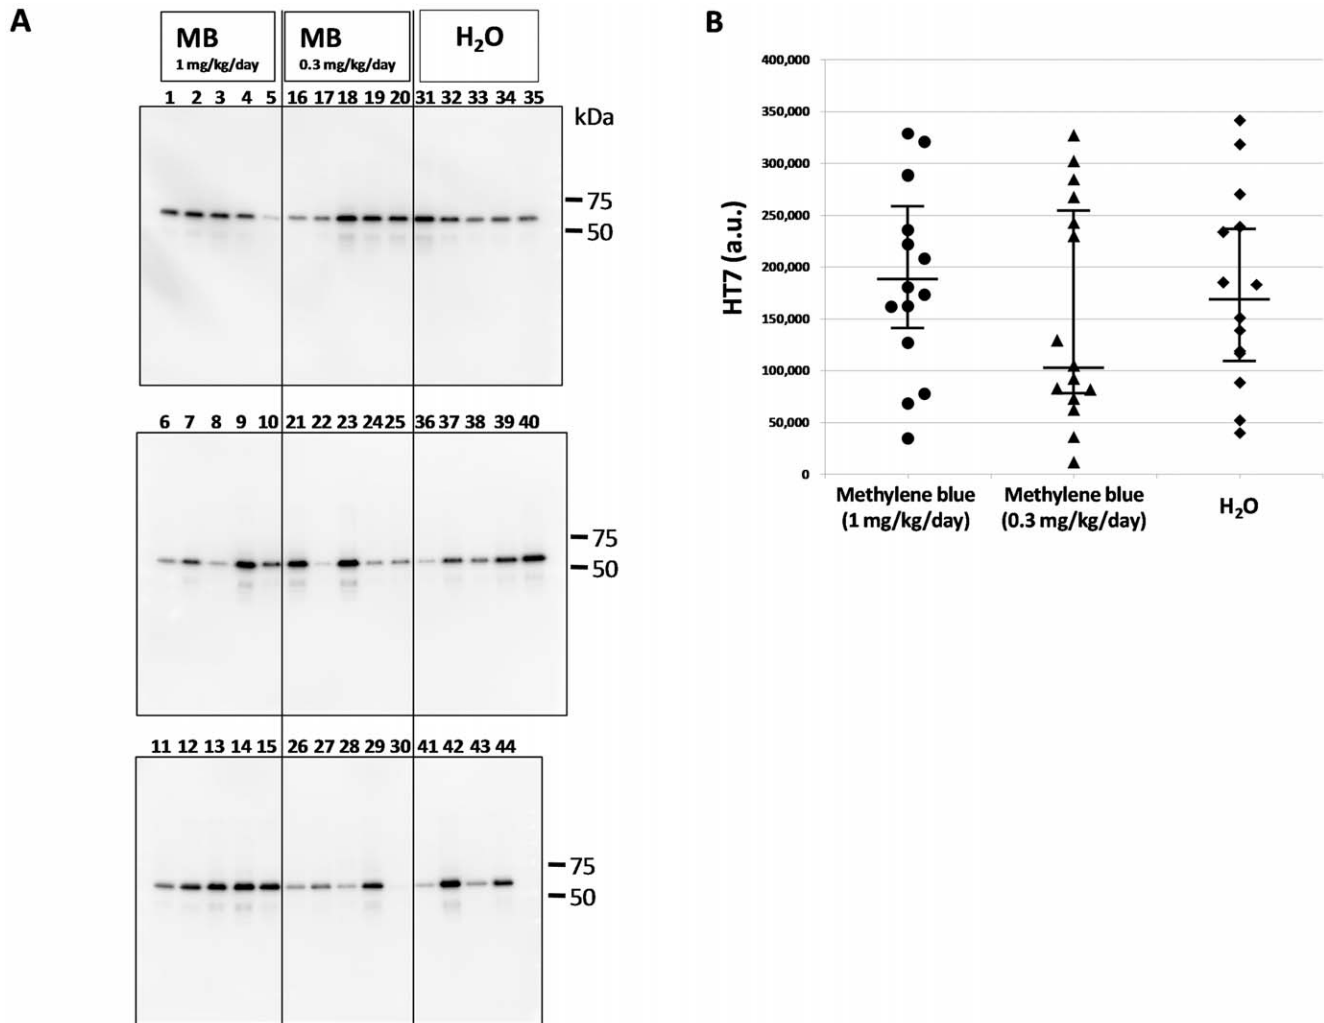 A
MB
1 mg/kg/day
MB
0.3 mg/kg/day
H₂O
1 2 3 4 5 16 17 18 19 20 31 32 33 34 35
kDa
75
50
6 7 8 9 10 21 22 23 24 25 36 37 38 39 40
75
50
11 12 13 14 15 26 27 28 29 30 41 42 43 44
75
50
B
HT7 (a.u.)
400,000
350,000
300,000
250,000
200,000
150,000
100,000
50,000
0
Methylene blue
(1 mg/kg/day)
Methylene blue
(0.3 mg/kg/day)
H₂O